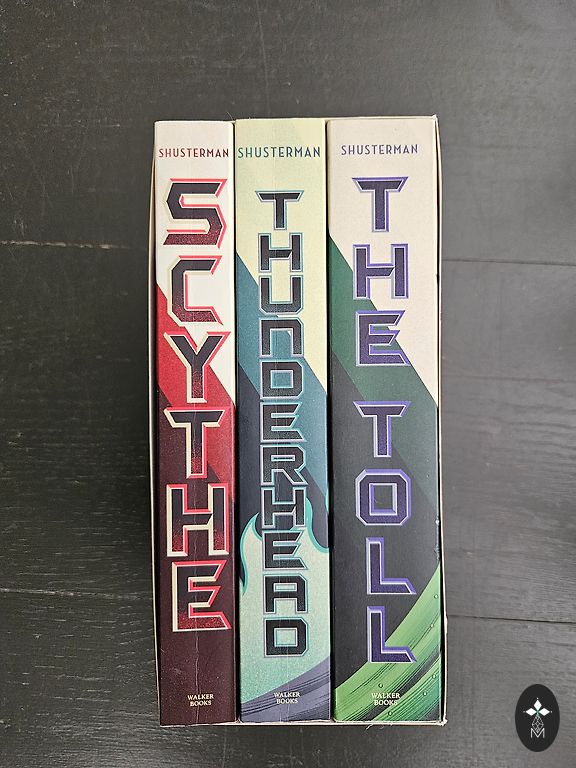 SHUSTERMAN
SCYTHE
SHUSTERMAN
THUNDERHEAD
WALKER
BOOKS
SHUSTERMAN
THE TOLL
WALKER
BOOKS
WALKER
BOOKS